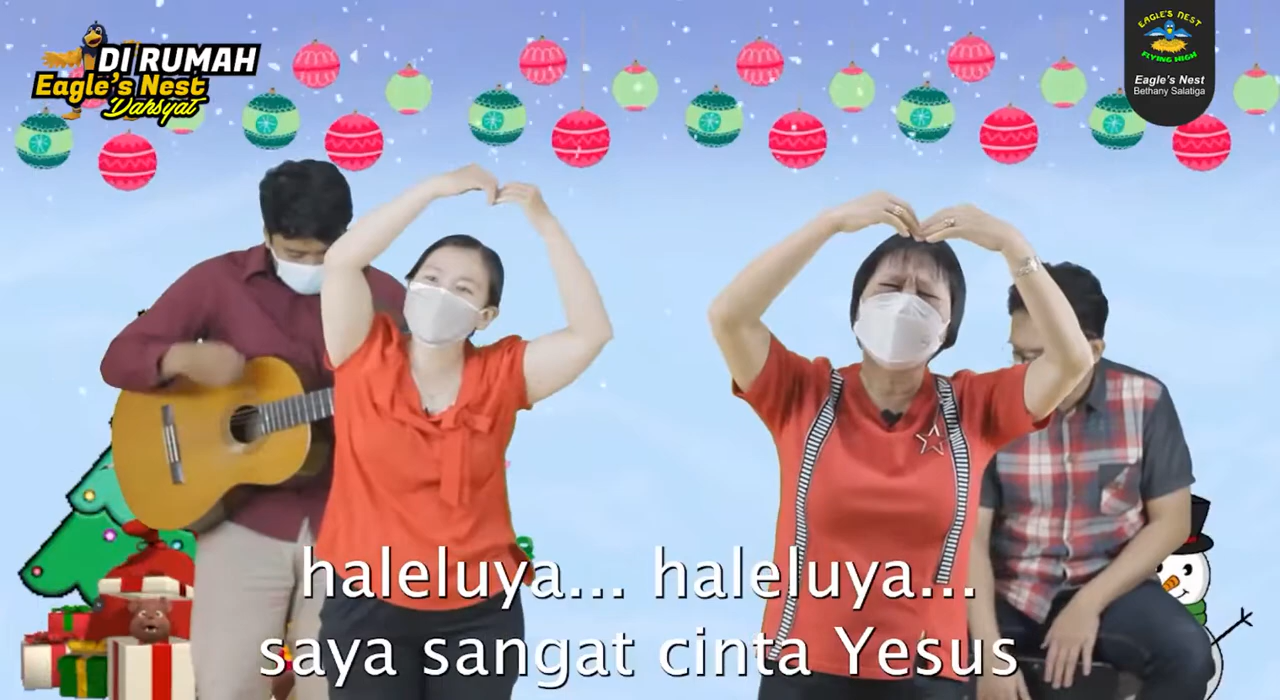 DI RUMAH
Eagle's Nest
Dahsyat
EAGLE'S NEST
FLYING HIGH
Eagle's Nest
Bethany Salatiga
haleluya... haleluya...
saya sangat cinta Yesus